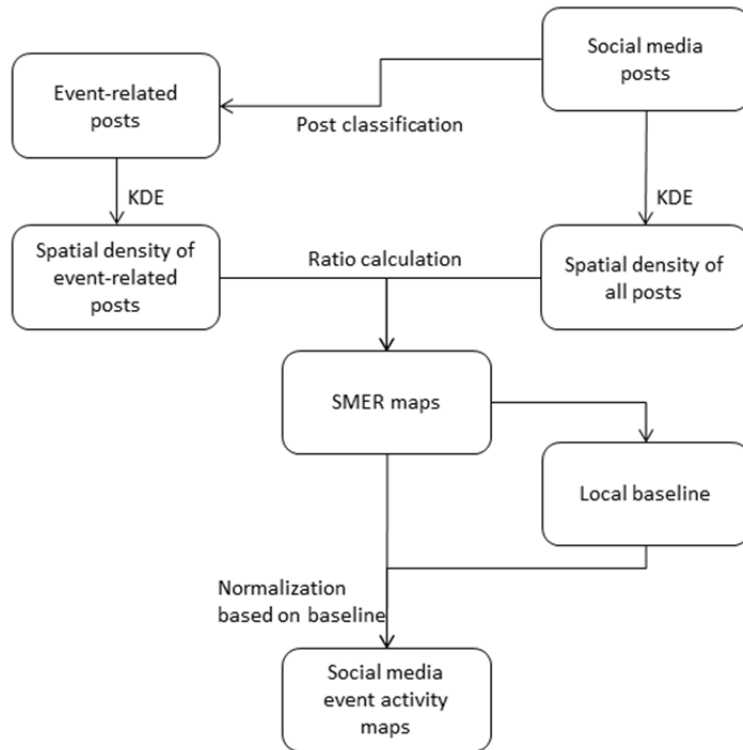 Social media
posts
Event-related
posts
Post classification
KDE
KDE
Spatial density of
event-related
posts
Ratio calculation
Spatial density of
all posts
SMER maps
Local baseline
Normalization
based on baseline
Social media
event activity
maps